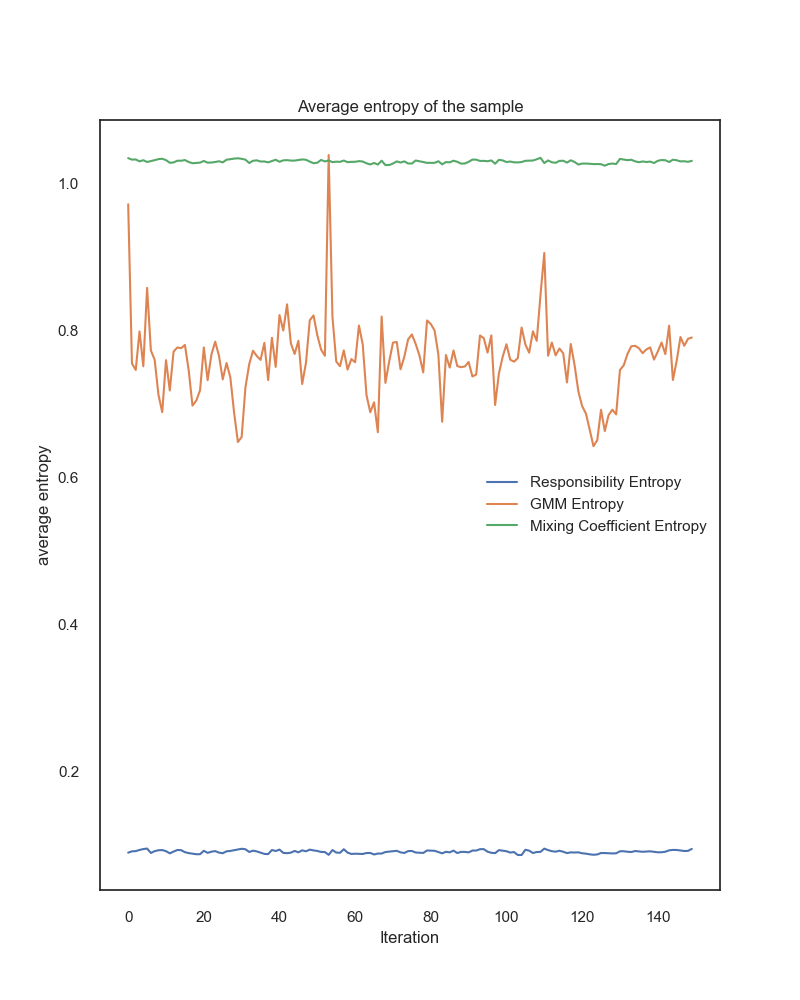 Average entropy of the sample
1.0
0.8
0.6
0.4
0.2
average entropy
Responsibility Entropy
GMM Entropy
Mixing Coefficient Entropy
0 20 40 60 80 100 120 140
Iteration